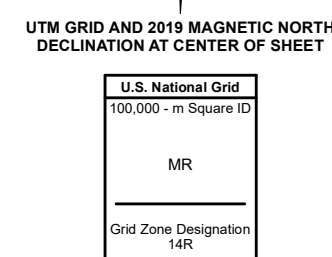 UTM GRID AND 2019 MAGNETIC NORTH
DECLINATION AT CENTER OF SHEET
U.S. National Grid
100,000 - m Square ID
MR
Grid Zone Designation
14R